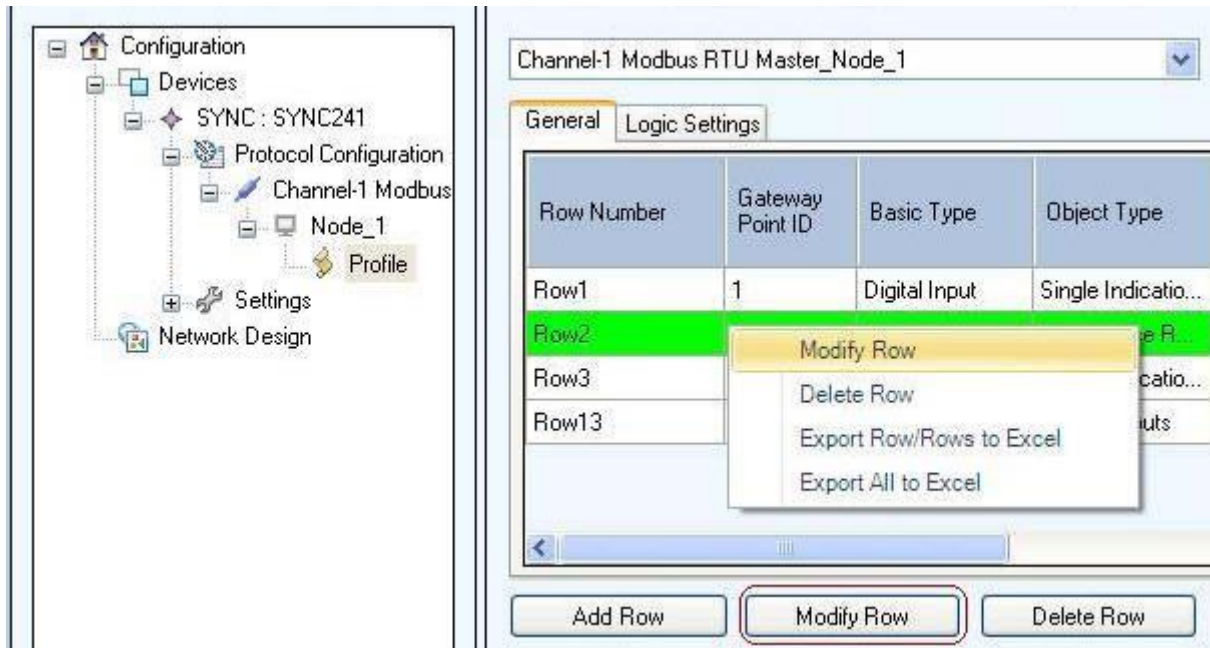 Configuration
Devices
SYNC : SYNC241
Protocol Configuration
Channel-1 Modbus
Node_1
Profile
Settings
Network Design
Channel-1 Modbus RTU Master_Node_1
General Logic Settings
Row Number Gateway Point ID Basic Type Object Type
Row1 1 Digital Input Single Indicatio...
Row2 e R...
Row3 catio...
Row13 uts
Modify Row
Delete Row
Export Row/Rows to Excel
Export All to Excel
Add Row Modify Row Delete Row